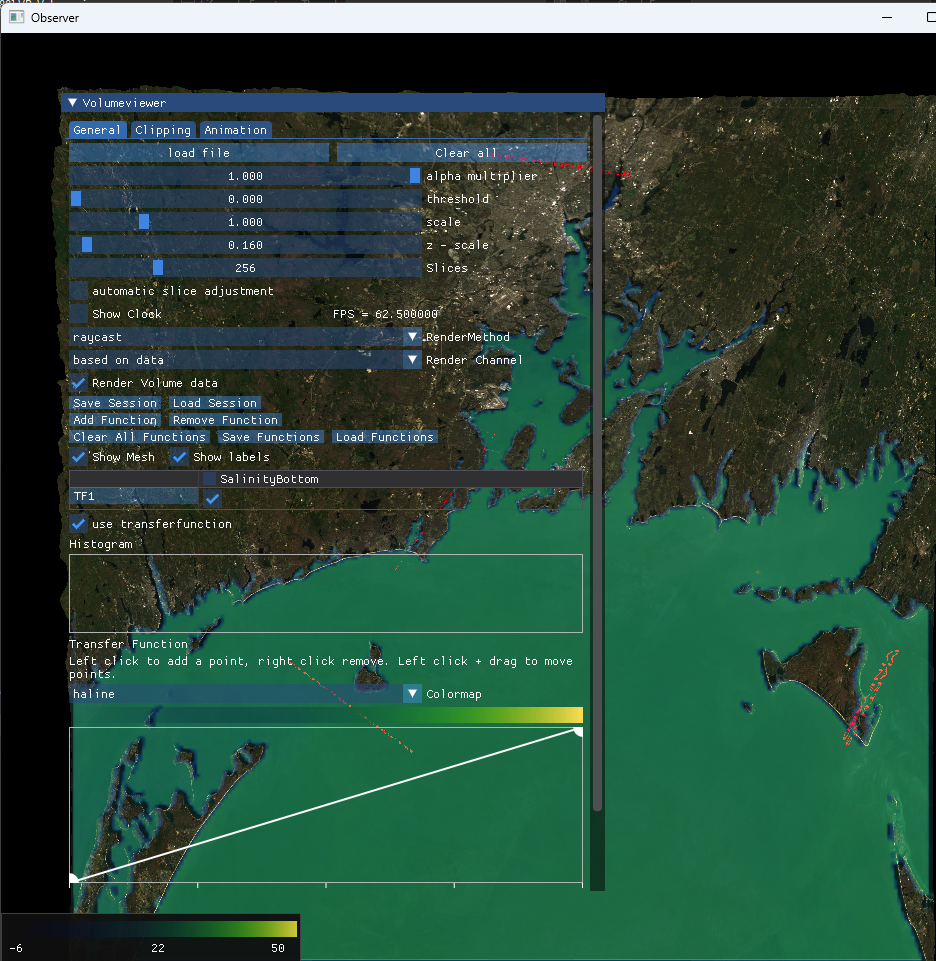 Observer
Volumeviewer
General Clipping Animation
load file Clear all
1.000 alpha multiplier
0.000 threshold
1.000 scale
0.160 z - scale
256 Slices
automatic slice adjustment
Show Clock FPS = 62.500000
raycast RenderMethod
based on data Render Channel
Render Volume data
Save Session Load Session
Add Function Remove Function
Clear All Functions Save Functions Load Functions
Show Mesh Show labels
SalinityBottom
TF1
use transferfunction
Histogram
Transfer Function
Left click to add a point, right click remove. Left click + drag to move
points.
haline Colormap
-6 22 50